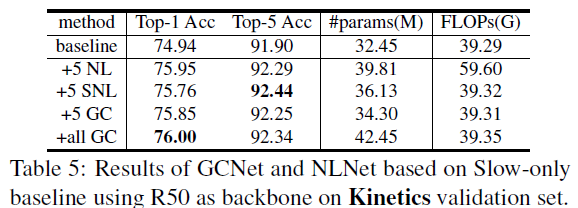 method Top-1 Acc Top-5 Acc #params(M) FLOPs(G)
baseline 74.94 91.90 32.45 39.29
+5 NL 75.95 92.29 39.81 59.60
+5 SNL 75.76 92.44 36.13 39.32
+5 GC 75.85 92.25 34.30 39.31
+all GC 76.00 92.34 42.45 39.35
Table 5: Results of GCNet and NLNet based on Slow-only
baseline using R50 as backbone on Kinetics validation set.